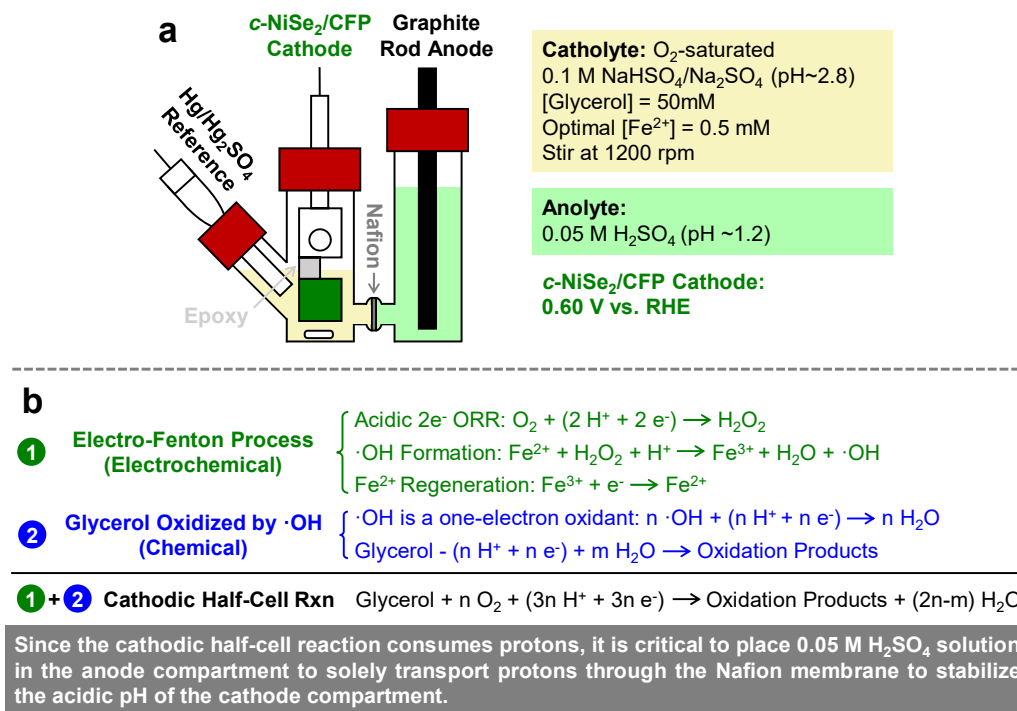 a
c-NiSe₂/CFP
Cathode
Graphite
Rod Anode
Hg/Hg₂SO₄
Reference
Nafion
Epoxy
Catholyte: O₂-saturated
0.1 M NaHSO₄/Na₂SO₄ (pH~2.8)
[Glycerol] = 50mM
Optimal [Fe²⁺] = 0.5 mM
Stir at 1200 rpm
Anolyte:
0.05 M H₂SO₄ (pH ~1.2)
c-NiSe₂/CFP Cathode:
0.60 V vs. RHE
b
1 Electro-Fenton Process
(Electrochemical)
Acidic 2e⁻ ORR: O₂ + (2 H⁺ + 2 e⁻) → H₂O₂
·OH Formation: Fe²⁺ + H₂O₂ + H⁺ → Fe³⁺ + H₂O + ·OH
Fe²⁺ Regeneration: Fe³⁺ + e⁻ → Fe²⁺
2 Glycerol Oxidized by ·OH
(Chemical)
·OH is a one-electron oxidant: n ·OH + (n H⁺ + n e⁻) → n H₂O
Glycerol - (n H⁺ + n e⁻) + m H₂O → Oxidation Products
1 + 2 Cathodic Half-Cell Rxn Glycerol + n O₂ + (3n H⁺ + 3n e⁻) → Oxidation Products + (2n-m) H₂O
Since the cathodic half-cell reaction consumes protons, it is critical to place 0.05 M H₂SO₄ solution
in the anode compartment to solely transport protons through the Nafion membrane to stabilize
the acidic pH of the cathode compartment.